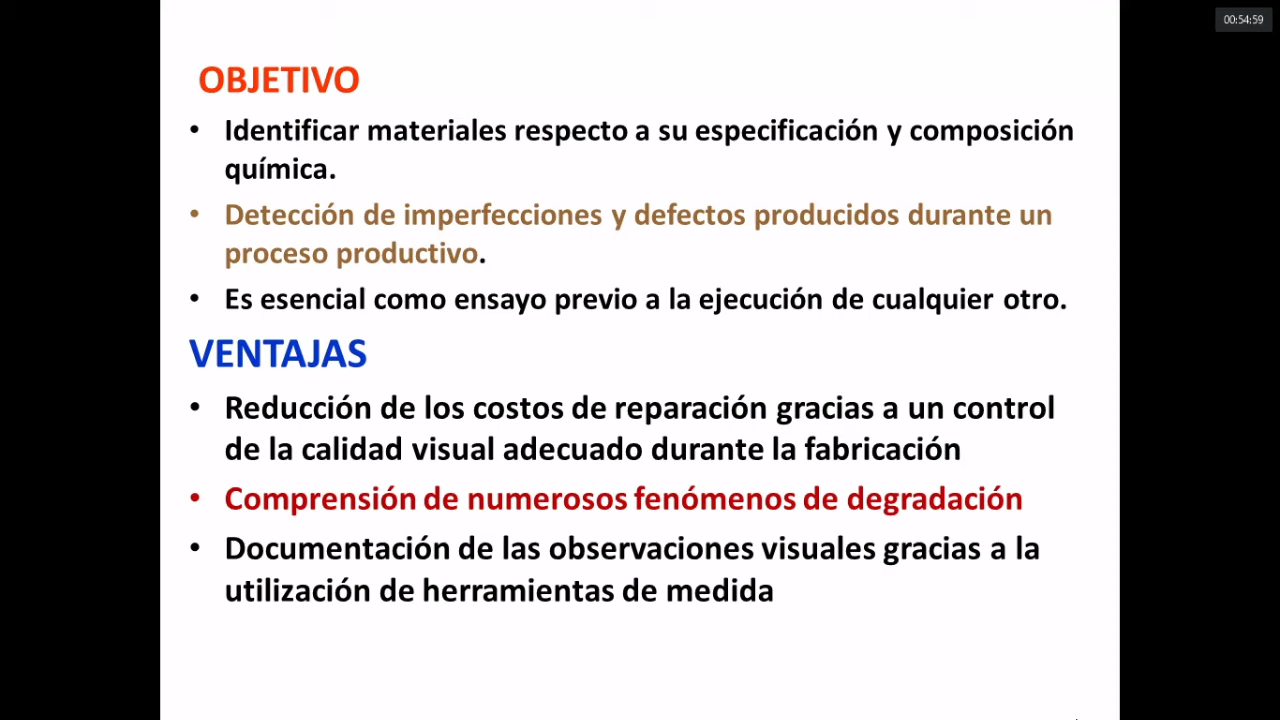 00:54:59
OBJETIVO
• Identificar materiales respecto a su especificación y composición
química.
• Detección de imperfecciones y defectos producidos durante un
proceso productivo.
• Es esencial como ensayo previo a la ejecución de cualquier otro.
VENTAJAS
• Reducción de los costos de reparación gracias a un control
de la calidad visual adecuado durante la fabricación
• Comprensión de numerosos fenómenos de degradación
• Documentación de las observaciones visuales gracias a la
utilización de herramientas de medida